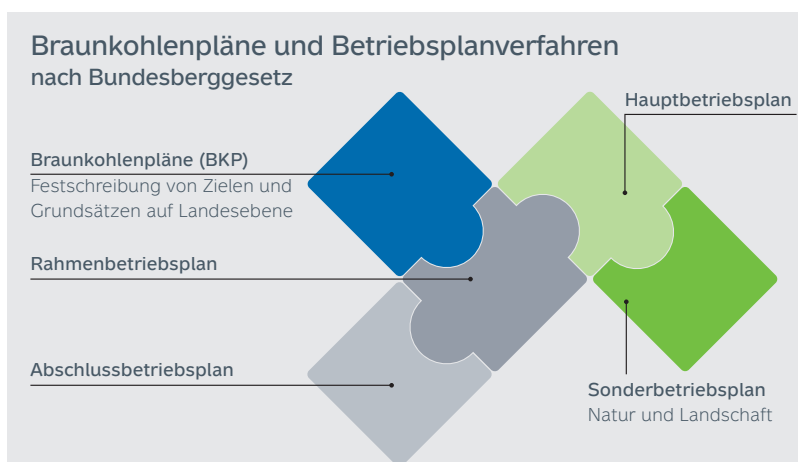 Braunkohlenpläne und Betriebsplanverfahren
nach Bundesberggesetz
Hauptbetriebsplan
Braunkohlenpläne (BKP)
Festschreibung von Zielen und
Grundsätzen auf Landesebene
Rahmenbetriebsplan
Abschlussbetriebsplan
Sonderbetriebsplan
Natur und Landschaft